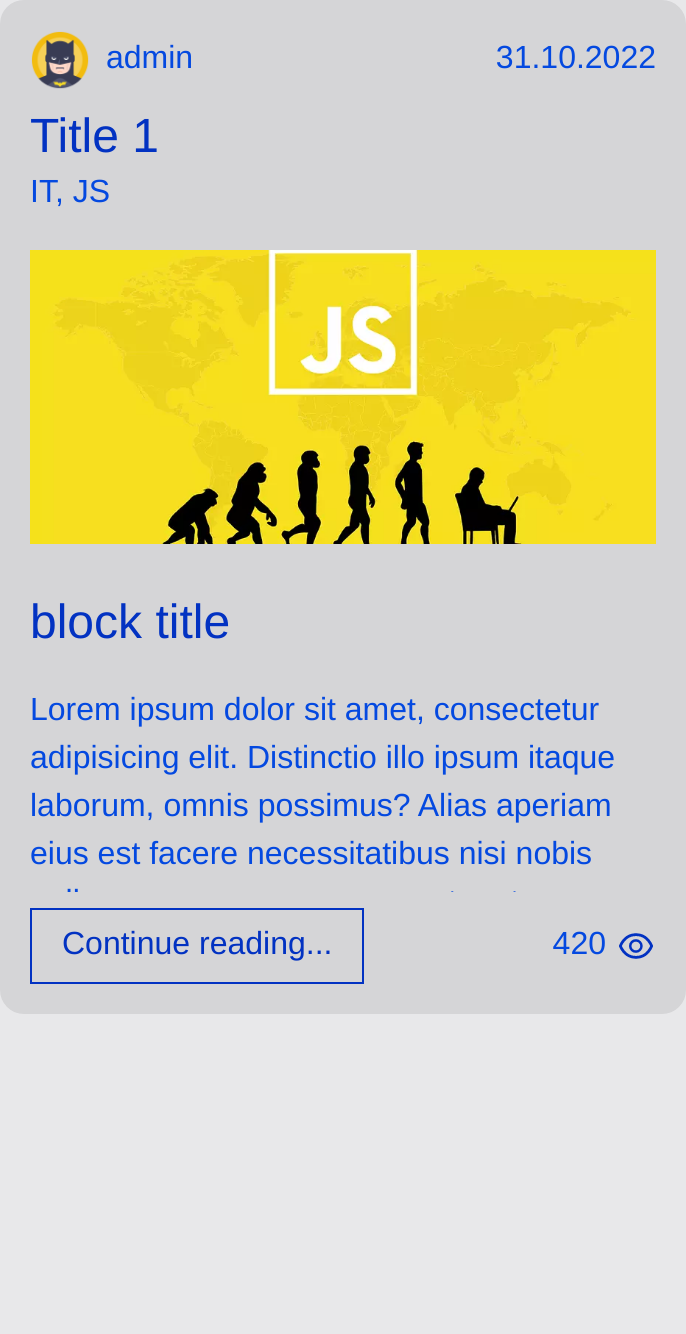 admin 31.10.2022
Title 1
IT, JS
JS
block title
Lorem ipsum dolor sit amet, consectetur
adipisicing elit. Distinctio illo ipsum itaque
laborum, omnis possimus? Alias aperiam
eius est facere necessitatibus nisi nobis
Continue reading... 420